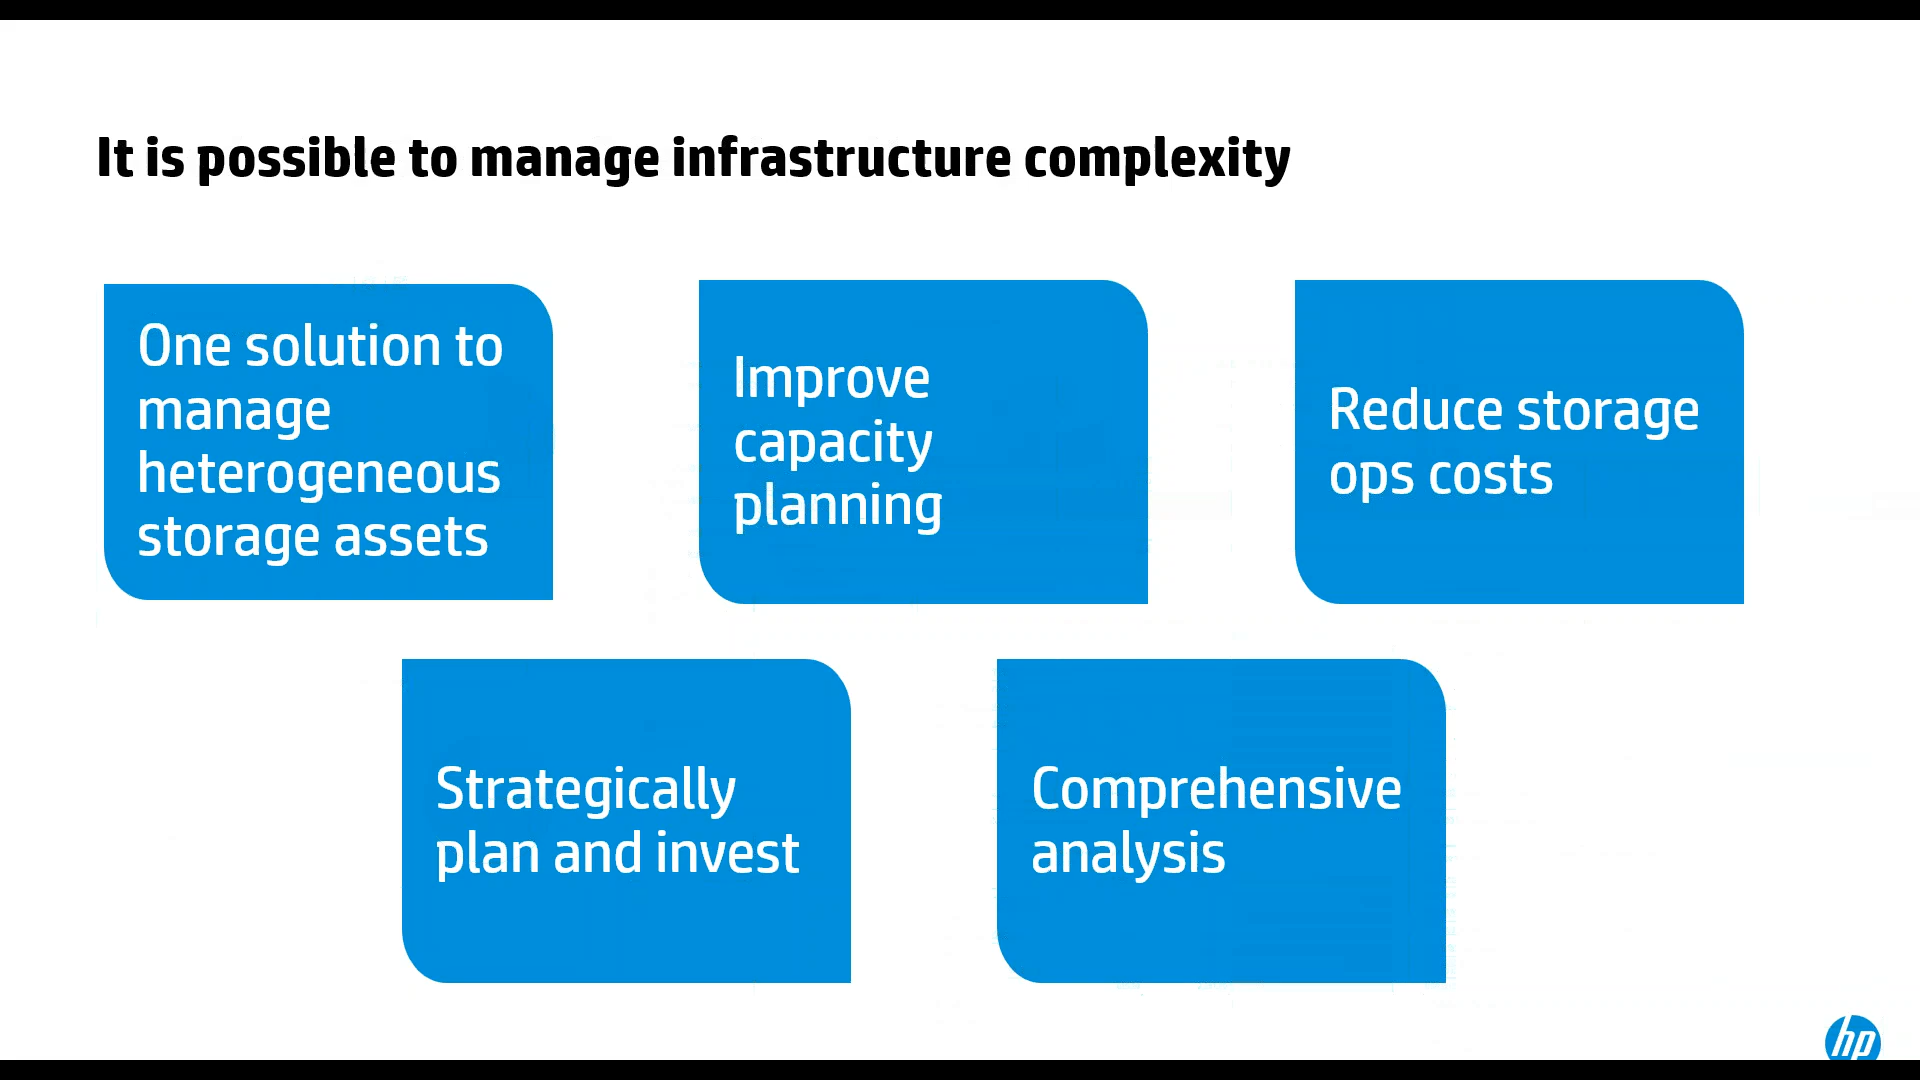 It is possible to manage infrastructure complexity
One solution to
manage
heterogeneous
storage assets
Improve
capacity
planning
Reduce storage
ops costs
Strategically
plan and invest
Comprehensive
analysis
hp